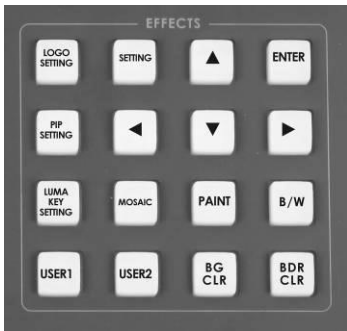 EFFECTS
LOGO
SETTING
SETTING
▲
ENTER
PIP
SETTING
◀
▼
▶
LUMA
KEY
SETTING
MOSAIC
PAINT
B/W
USER1
USER2
BG
CLR
BDR
CLR